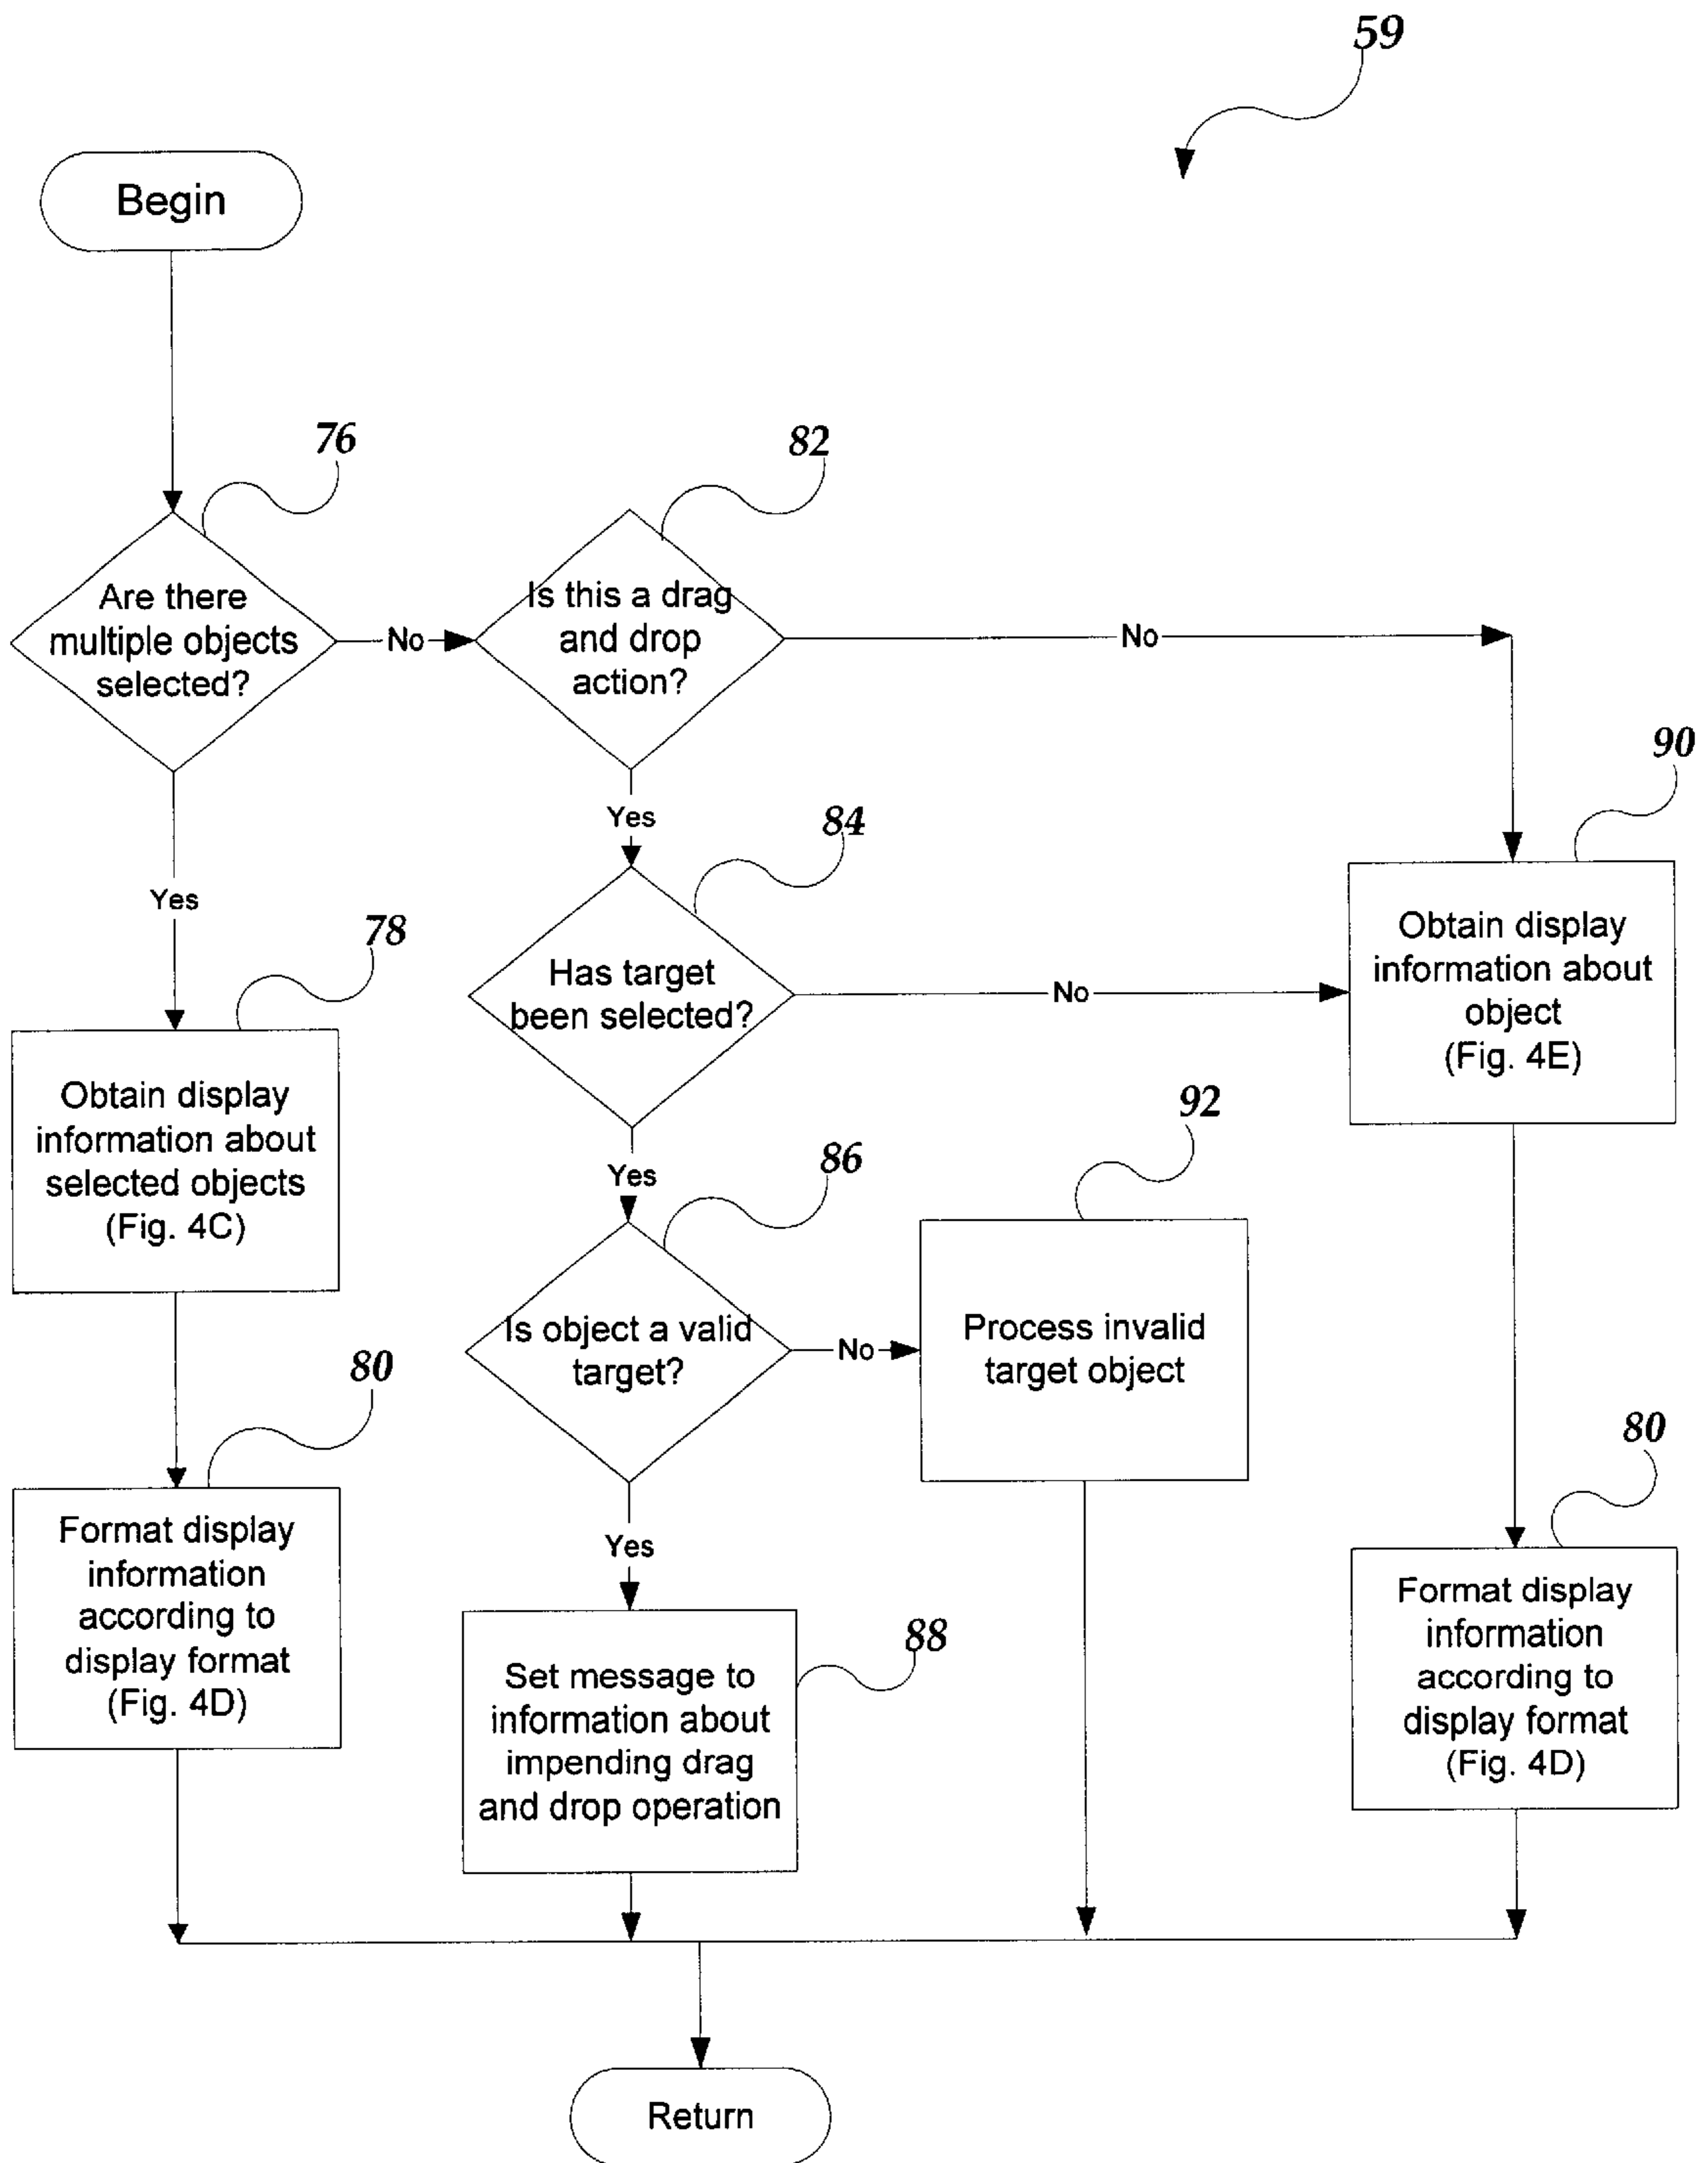 59
Begin
76
Are there
multiple objects
selected?
No
82
Is this a drag
and drop
action?
No
Yes
Yes
84
Has target
been selected?
No
90
Obtain display
information about
object
(Fig. 4E)
78
Obtain display
information about
selected objects
(Fig. 4C)
Yes
86
Is object a valid
target?
No
92
Process invalid
target object
80
Format display
information
according to
display format
(Fig. 4D)
Yes
88
Set message to
information about
impending drag
and drop operation
80
Format display
information
according to
display format
(Fig. 4D)
Return